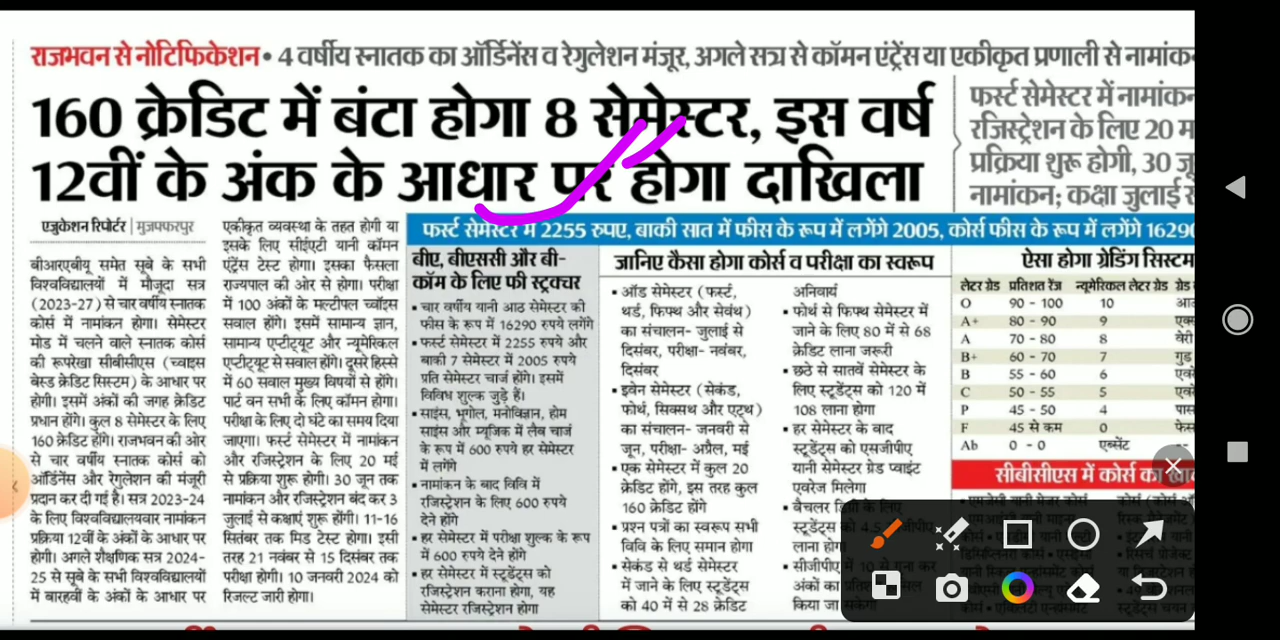 राजभवन से नोटिफिकेशन • 4 वर्षीय स्नातक का ऑर्डिनेंस व रेगुलेशन मंजूर, अगले सत्र से कॉमन एंट्रेंस या एकीकृत प्रणाली से
160 क्रेडिट में बंटा होगा 8 सेमेस्टर, इस वर्ष
12वीं के अंक के आधार पर होगा दाखिला
फर्स्ट सेमेस्टर में
रजिस्ट्रेशन के लिए 20
प्रक्रिया शुरू होगी, 30
नामांकन; कक्षा जुलाई
एजुकेशन रिपोर्टर | मुजफ्फरपुर
बीआरएबीयू समेत सूबे के सभी
विश्वविद्यालयों में मौजूदा सत्र
(2023-27) से चार वर्षीय स्नातक
कोर्स में नामांकन होगा। सेमेस्टर
मोड में चलने वाले स्नातक कोर्स
की रूपरेखा सीबीसीएस (च्वाइस
बेस्ड क्रेडिट सिस्टम) के आधार पर
होगी। इसमें अंकों की जगह क्रेडिट
प्रधान होंगे। कुल 8 सेमेस्टर के लिए
160 क्रेडिट होंगे। राजभवन की ओर
से चार वर्षीय स्नातक कोर्स को
ऑर्डिनेंस और रेगुलेशन की मंजूरी
प्रदान कर दी गई है। सत्र 2023-24
के लिए विश्वविद्यालयवार नामांकन
प्रक्रिया 12वीं के अंकों के आधार पर
होगी। अगले शैक्षणिक सत्र 2024-
25 से सूबे के सभी विश्वविद्यालयों
में बारहवीं के अंकों के आधार पर
एकीकृत व्यवस्था के तहत होगी या
इसके लिए सीईएटी यानी कॉमन
एंट्रेंस टेस्ट होगा। इसका फैसला
राज्यपाल की ओर से होगा। परीक्षा
में 100 अंकों के मल्टीपल च्वॉइस
सवाल होंगे। इसमें सामान्य ज्ञान,
सामान्य एप्टीट्यूट और न्यूमेरिकल
एप्टीट्यूट से सवाल होंगे। दूसरे हिस्से
में 60 सवाल मुख्य विषयों से होंगे।
पार्ट वन सभी के लिए कॉमन होगा।
परीक्षा के लिए दो घंटे का समय दिया
जाएगा। फर्स्ट सेमेस्टर में नामांकन
और रजिस्ट्रेशन के लिए 20 मई
से प्रक्रिया शुरू होगी। 30 जून तक
नामांकन और रजिस्ट्रेशन बंद कर 3
जुलाई से कक्षाएं शुरू होंगी। 11-16
सितंबर तक मिड टेस्ट होगा। इसी
तरह 21 नवंबर से 15 दिसंबर तक
परीक्षा होगी। 10 जनवरी 2024 को
रिजल्ट जारी होगा।
फर्स्ट सेमेस्टर में 2255 रुपए, बाकी सात में फीस के रूप में लगेंगे 2005, कोर्स फीस के रूप में लगेंगे 16290
बीए, बीएससी और बी-
कॉम के लिए फी स्ट्रक्चर
• चार वर्षीय यानी आठ सेमेस्टर की
फीस के रूप में 16290 रुपये लगेंगे
• फर्स्ट सेमेस्टर में 2255 रुपये और
बाकी 7 सेमेस्टर में 2005 रुपये
प्रति सेमेस्टर चार्ज होंगे। इसमें
विविध शुल्क जुड़े हैं।
• साइंस, भूगोल, मनोविज्ञान, होम
साइंस और म्यूजिक में लैब चार्ज
के रूप में 600 रुपये हर सेमेस्टर
में लगेंगे
• नामांकन के बाद विवि में
रजिस्ट्रेशन के लिए 600 रुपये
देने होंगे
• हर सेमेस्टर में परीक्षा शुल्क के रूप
में 600 रुपये देने होंगे
• हर सेमेस्टर में स्टूडेंट्स को
रजिस्ट्रेशन कराना होगा, यह
सेमेस्टर रजिस्ट्रेशन होगा
जानिए कैसा होगा कोर्स व परीक्षा का स्वरूप
• ऑड सेमेस्टर (फर्स्ट,
थर्ड, फिफ्थ और सेवंथ)
का संचालन- जुलाई से
दिसंबर, परीक्षा- नवंबर,
दिसंबर
• इवेन सेमेस्टर (सेकंड,
फोर्थ, सिक्सथ और एट्थ)
का संचालन- जनवरी से
जून, परीक्षा- अप्रैल, मई
• एक सेमेस्टर में कुल 20
क्रेडिट होंगे, इस तरह कुल
160 क्रेडिट होंगे
• प्रश्न पत्रों का स्वरूप सभी
विवि के लिए समान होगा
• सेकंड से थर्ड सेमेस्टर
में जाने के लिए स्टूडेंट्स
को 40 में से 28 क्रेडिट
अनिवार्य
• फोर्थ से फिफ्थ सेमेस्टर में
जाने के लिए 80 में से 68
क्रेडिट लाना जरूरी
• छठे से सातवें सेमेस्टर के
लिए स्टूडेंट्स को 120 में
108 लाना होगा
• हर सेमेस्टर के बाद
स्टूडेंट्स को एसजीपीए
यानी सेमेस्टर ग्रेड प्वाइंट
एवरेज मिलेगा
• बैचलर डिग्री के लिए
स्टूडेंट्स को 4.5 सीजीपीए
लाना होगा
• सीजीपीए में 10 से गुना कर
अंकों का
किया जा सकेगा
ऐसा होगा ग्रेडिंग सिस्टम
लेटर ग्रेड प्रतिशत रेंज न्यूमेरिकल लेटर ग्रेड ग्रेड
O 90 - 100 10
A+ 80 - 90 9
A 70 - 80 8 वेरी
B+ 60 - 70 7 गुड
B 55 - 60 6
C 50 - 55 5
P 45 - 50 4 पास
F 45 से कम 0 फेल
Ab 0 - 0 एब्सेंट --
सीबीसीएस में कोर्स का